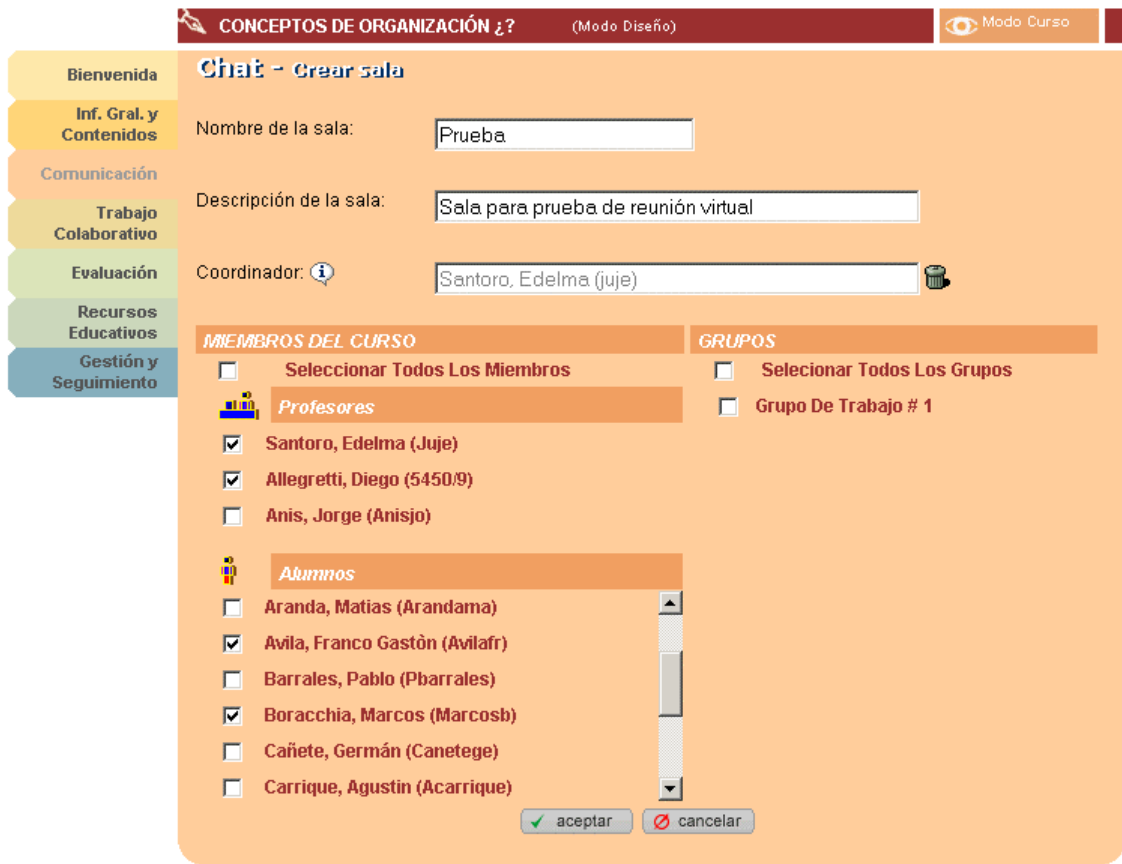 CONCEPTOS DE ORGANIZACIÓN ¿? (Modo Diseño) Modo Curso
Bienvenida
Inf. Gral. y
Contenidos
Comunicación
Trabajo
Colaborativo
Evaluación
Recursos
Educativos
Gestión y
Seguimiento
Chat - Crear sala
Nombre de la sala: Prueba
Descripción de la sala: Sala para prueba de reunión virtual
Coordinador: Santoro, Edelma (juje)
MIEMBROS DEL CURSO
Seleccionar Todos Los Miembros
Profesores
Santoro, Edelma (Juje)
Allegretti, Diego (5450/9)
Anis, Jorge (Anisjo)
Alumnos
Aranda, Matias (Arandama)
Avila, Franco Gastòn (Avilafr)
Barrales, Pablo (Pbarrales)
Boracchia, Marcos (Marcosb)
Cañete, Germán (Canetege)
Carrique, Agustin (Acarrique)
GRUPOS
Selecionar Todos Los Grupos
Grupo De Trabajo # 1
aceptar cancelar